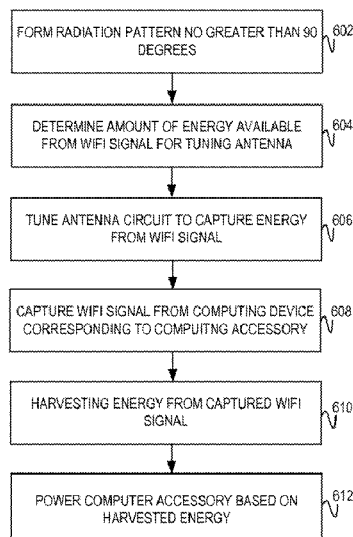 FORM RADIATION PATTERN NO GREATER THAN 90
DEGREES
602
DETERMINE AMOUNT OF ENERGY AVAILABLE
FROM WIFI SIGNAL FOR TUNING ANTENNA
604
TUNE ANTENNA CIRCUIT TO CAPTURE ENERGY
FROM WIFI SIGNAL
606
CAPTURE WIFI SIGNAL FROM COMPUTING DEVICE
CORRESPONDING TO COMPUITNG ACCESSORY
608
HARVESTING ENERGY FROM CAPTURED WIFI
SIGNAL
610
POWER COMPUTER ACCESSORY BASED ON
HARVESTED ENERGY
612